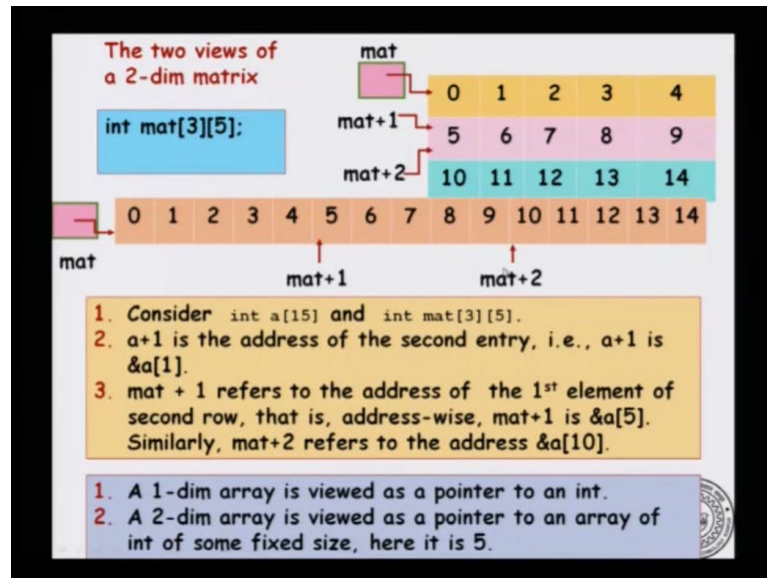 The two views of
a 2-dim matrix
int mat[3][5];
mat
0 1 2 3 4
mat+1
5 6 7 8 9
mat+2
10 11 12 13 14
mat
0 1 2 3 4 5 6 7 8 9 10 11 12 13 14
mat+1 mat+2
1. Consider int a[15] and int mat[3][5].
2. a+1 is the address of the second entry, i.e., a+1 is
&a[1].
3. mat + 1 refers to the address of the 1st element of
second row, that is, address-wise, mat+1 is &a[5].
Similarly, mat+2 refers to the address &a[10].
1. A 1-dim array is viewed as a pointer to an int.
2. A 2-dim array is viewed as a pointer to an array of
int of some fixed size, here it is 5.